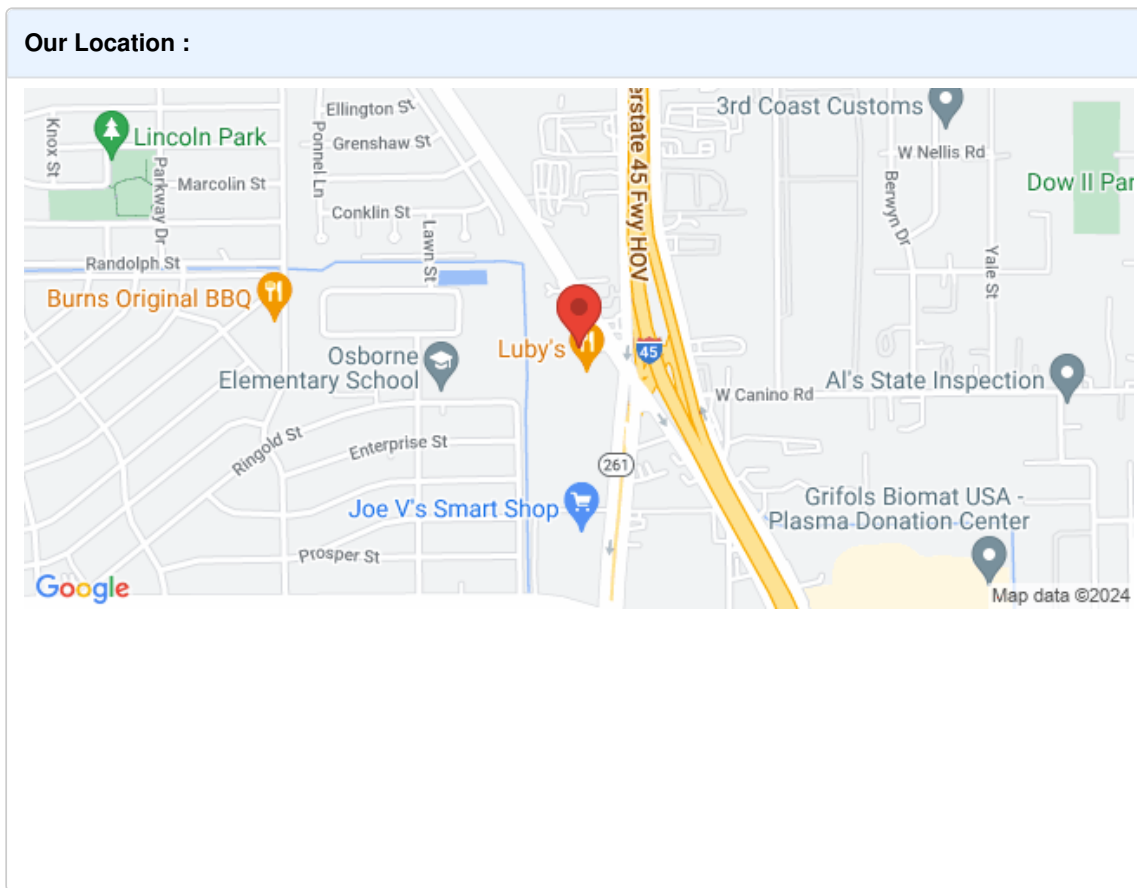 Our Location :
Ellington St
3rd Coast Customs
Knox St
Lincoln Park
Ponnel Ln
Grenshaw St
erstate 45 Fwy HOV
W Nellis Rd
Parkway Dr
Marcolin St
Berwyn Dr
Dow II Par
Conklin St
Lawn St
Randolph St
Yale St
Burns Original BBQ
Luby's
45
Osborne
Elementary School
Al's State Inspection
W Canino Rd
Ringold St
Enterprise St
261
Joe V's Smart Shop
Grifols Biomat USA -
Plasma Donation Center
Prosper St
Google
Map data ©2024